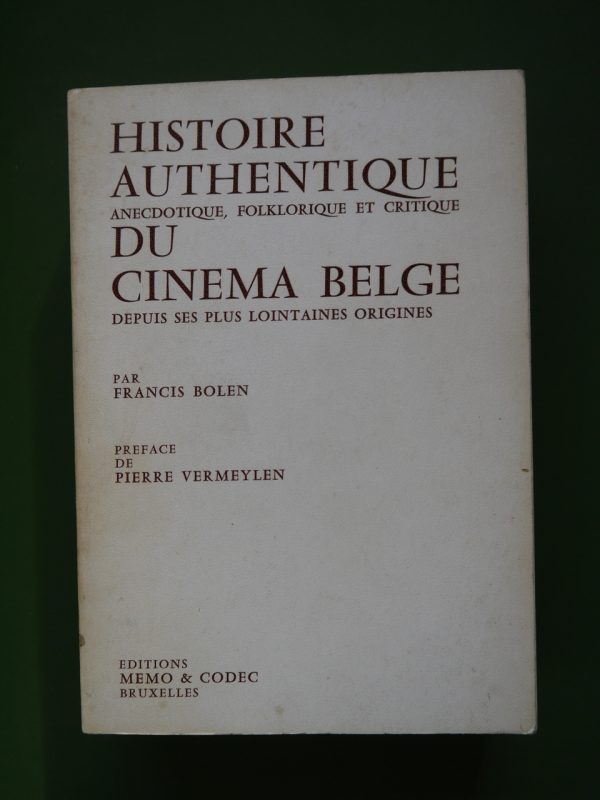 HISTOIRE
AUTHENTIQUE
ANECDOTIQUE, FOLKLORIQUE ET CRITIQUE
DU
CINEMA BELGE
DEPUIS SES PLUS LOINTAINES ORIGINES
PAR
FRANCIS BOLEN
PREFACE
DE
PIERRE VERMEYLEN
EDITIONS
MEMO & CODEC
BRUXELLES